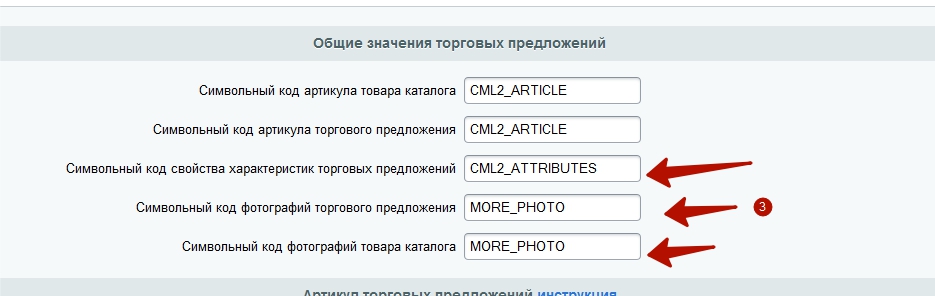 Общие значения торговых предложений
Символьный код артикула товара каталога CML2_ARTICLE
Символьный код артикула торгового предложения CML2_ARTICLE
Символьный код свойства характеристик торговых предложений CML2_ATTRIBUTES
Символьный код фотографий торгового предложения MORE_PHOTO 3
Символьный код фотографий товара каталога MORE_PHOTO
Артикул торговых предложений инструкция